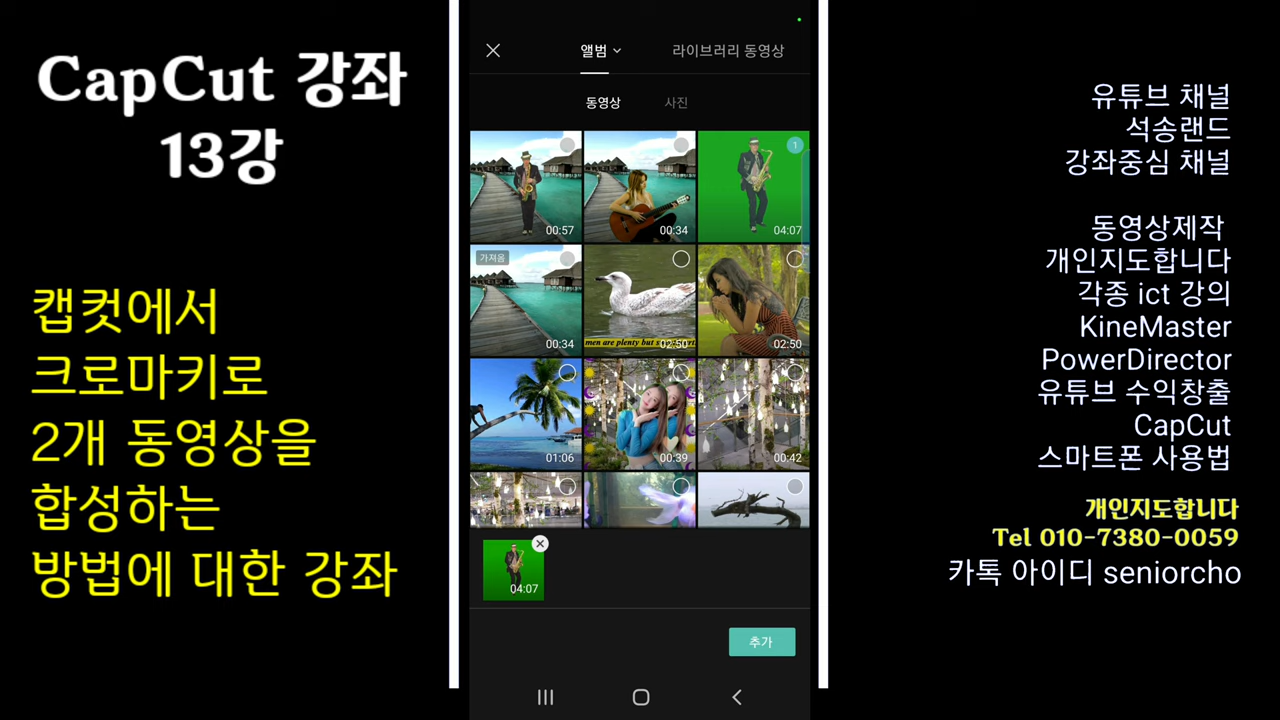 CapCut 강좌
13강
캡컷에서
크로마키로
2개 동영상을
합성하는
방법에 대한 강좌
앨범
라이브러리 동영상
동영상
사진
1
00:57
00:34
04:07
가져옴
00:34
02:50
men are plenty but
02:50
01:06
00:39
00:42
04:07
추가
유튜브 채널
석송랜드
강좌중심 채널
동영상제작
개인지도합니다
각종 ict 강의
KineMaster
PowerDirector
유튜브 수익창출
CapCut
스마트폰 사용법
개인지도합니다
Tel 010-7380-0059
카톡 아이디 seniorcho